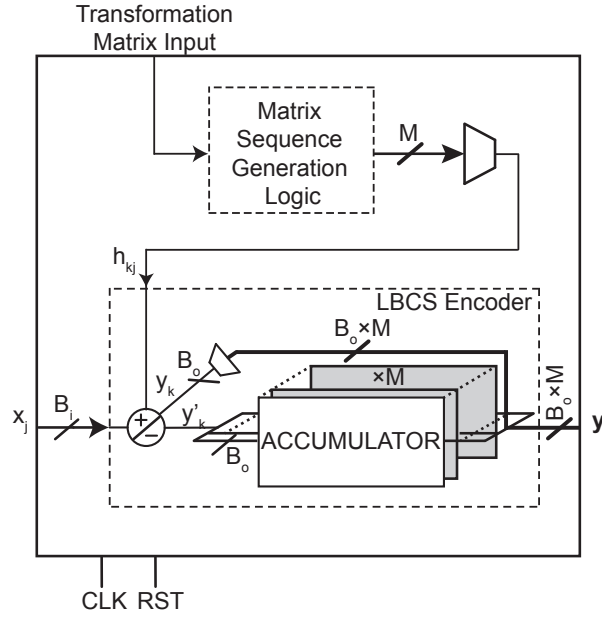 Transformation
Matrix Input
Matrix
Sequence
Generation
Logic
M
h_kj
LBCS Encoder
B_o×M
B_o
×M
y_k
x_j
B_i
+
−
y'_k
B_o
ACCUMULATOR
B_o×M
y
CLK RST